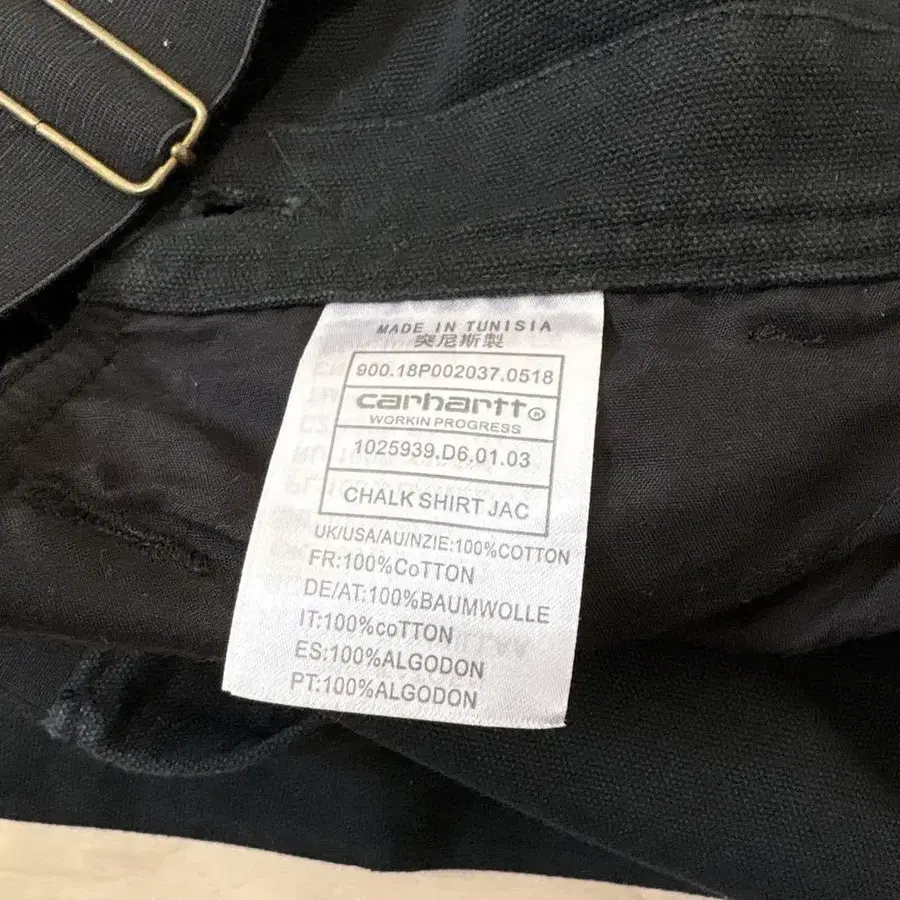 MADE IN TUNISIA
突尼斯製
900.18P002037.0518
carhartt®
WORK IN PROGRESS
1025939.D6.01.03
CHALK SHIRT JAC
UK/USA/AU/NZIE:100%COTTON
FR:100%CoTTON
DE/AT:100%BAUMWOLLE
IT:100%coTTON
ES:100%ALGODON
PT:100%ALGODON